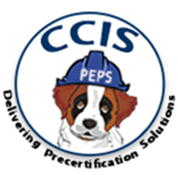 CCIS
PEPS
Delivering Precertification Solutions